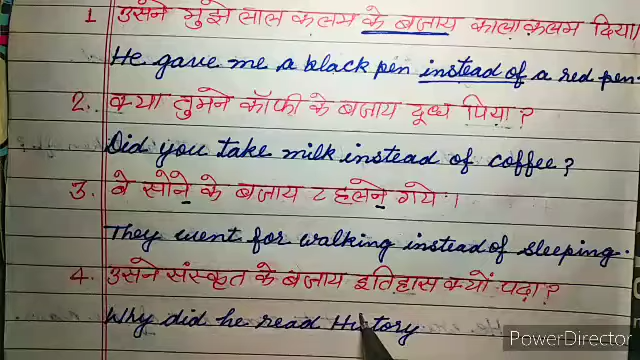 1 उसने मुझे लाल कलम के बजाय काला क़लम दिया।
He gave me a black pen instead of a red pen.
2. क्या तुमने कॉफी के बजाय दूध पिया ?
Did you take milk instead of coffee?
3. वे सोने के बजाय टहलने गये ।
They went for walking instead of sleeping.
4. उसने संस्कृत के बजाय इतिहास क्यों पढ़ा ?
Why did he read History
PowerDirector